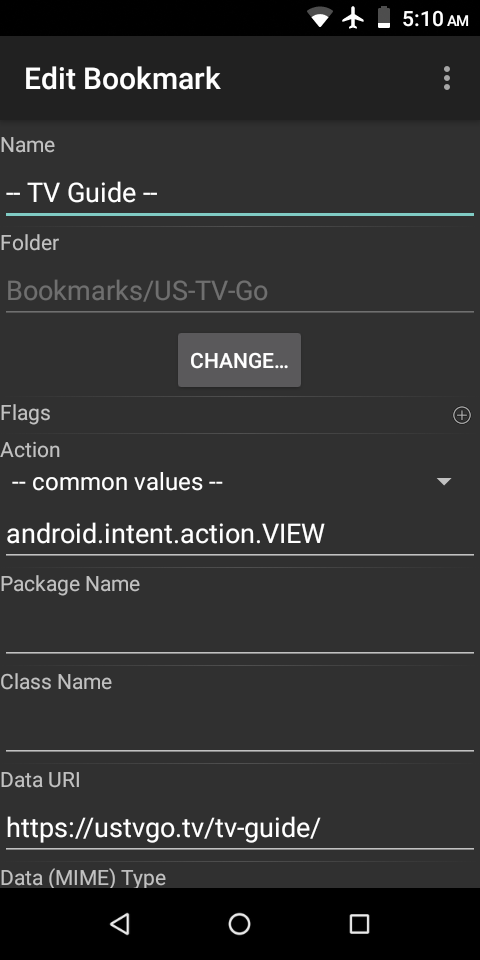 5:10 AM
Edit Bookmark
Name
-- TV Guide --
Folder
Bookmarks/US-TV-Go
CHANGE...
Flags
Action
-- common values --
android.intent.action.VIEW
Package Name
Class Name
Data URI
https://ustvgo.tv/tv-guide/
Data (MIME) Type